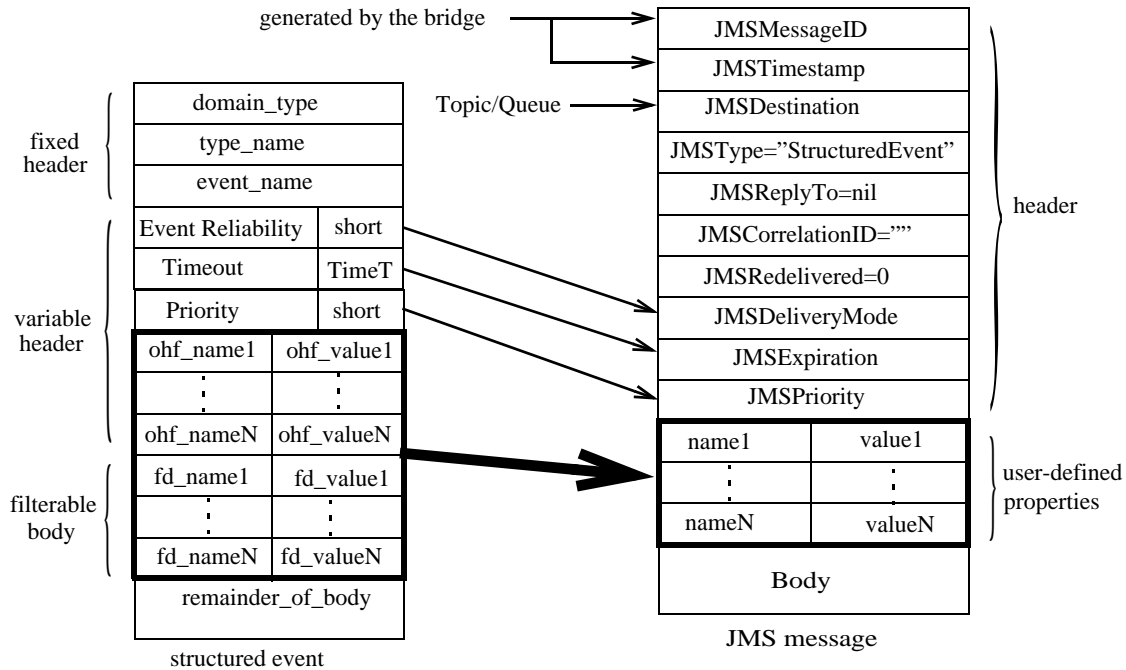 generated by the bridge
Topic/Queue
fixed
header
variable
header
filterable
body
domain_type
type_name
event_name
Event Reliability short
Timeout TimeT
Priority short
ohf_name1 ohf_value1
ohf_nameN ohf_valueN
fd_name1 fd_value1
fd_nameN fd_valueN
remainder_of_body
structured event
JMSMessageID
JMSTimestamp
JMSDestination
JMSType=”StructuredEvent”
JMSReplyTo=nil
JMSCorrelationID=””
JMSRedelivered=0
JMSDeliveryMode
JMSExpiration
JMSPriority
name1 value1
nameN valueN
Body
JMS message
header
user-defined
properties